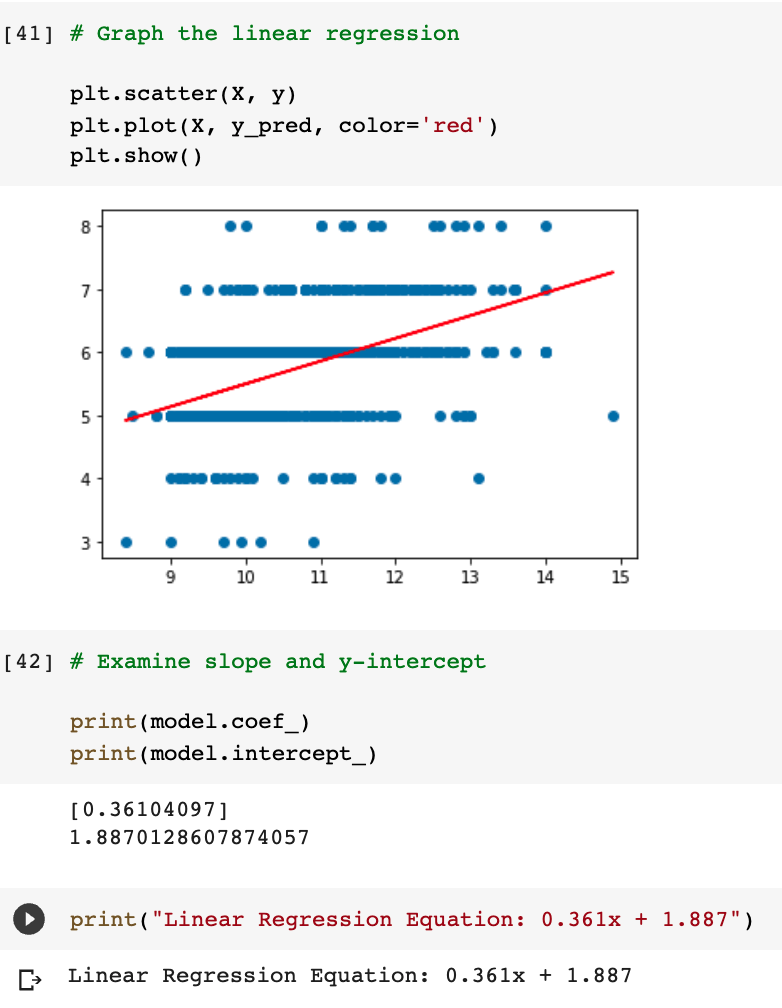 [41] # Graph the linear regression
plt.scatter(X, y)
plt.plot(X, y_pred, color='red')
plt.show()
8
7
6
5
4
3
9 10 11 12 13 14 15
[42] # Examine slope and y-intercept
print(model.coef_)
print(model.intercept_)
[0.36104097]
1.8870128607874057
print("Linear Regression Equation: 0.361x + 1.887")
Linear Regression Equation: 0.361x + 1.887